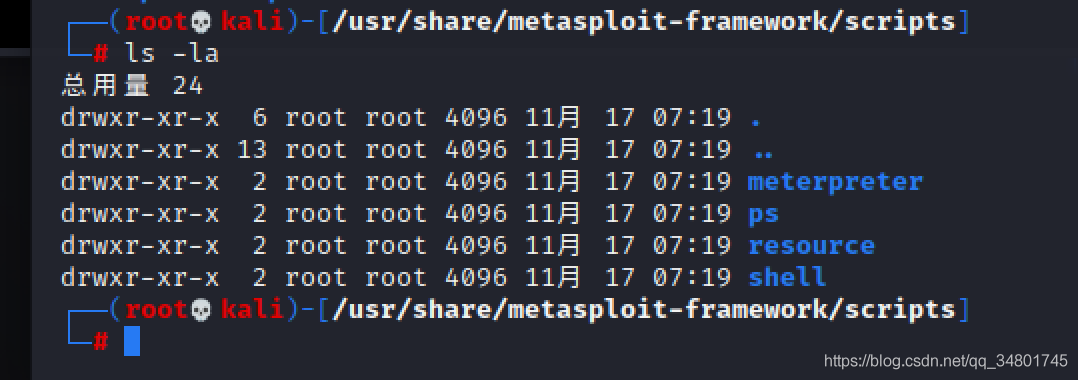 ┌──(root💀kali)-[/usr/share/metasploit-framework/scripts]
└─# ls -la
总用量 24
drwxr-xr-x  6 root root 4096 11月 17 07:19 .
drwxr-xr-x 13 root root 4096 11月 17 07:19 ..
drwxr-xr-x  2 root root 4096 11月 17 07:19 meterpreter
drwxr-xr-x  2 root root 4096 11月 17 07:19 ps
drwxr-xr-x  2 root root 4096 11月 17 07:19 resource
drwxr-xr-x  2 root root 4096 11月 17 07:19 shell
┌──(root💀kali)-[/usr/share/metasploit-framework/scripts]
└─#
https://blog.csdn.net/qq_34801745